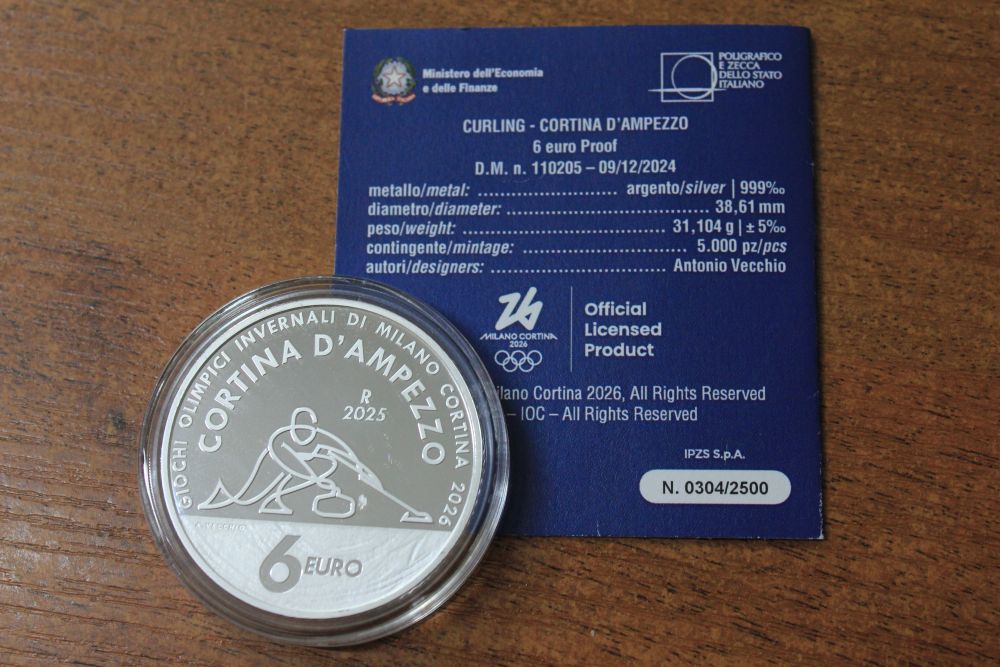 Ministero dell'Economia
e delle Finanze
POLIGRAFICO
E ZECCA
DELLO STATO
ITALIANO
CURLING - CORTINA D'AMPEZZO
6 euro Proof
D.M. n. 110205 – 09/12/2024
metallo/metal: .......................... argento/silver | 999‰
diametro/diameter: ....................................... 38,61 mm
peso/weight: ...................................... 31,104 g | ± 5‰
contingente/mintage: ............................... 5.000 pz/pcs
autori/designers: .................................. Antonio Vecchio
MILANO CORTINA
2026
Official
Licensed
Product
Milano Cortina 2026, All Rights Reserved
– IOC – All Rights Reserved
IPZS S.p.A.
N. 0304/2500
GIOCHI OLIMPICI INVERNALI DI MILANO CORTINA 2026
CORTINA D'AMPEZZO
R
2025
A. VECCHIO
6 EURO